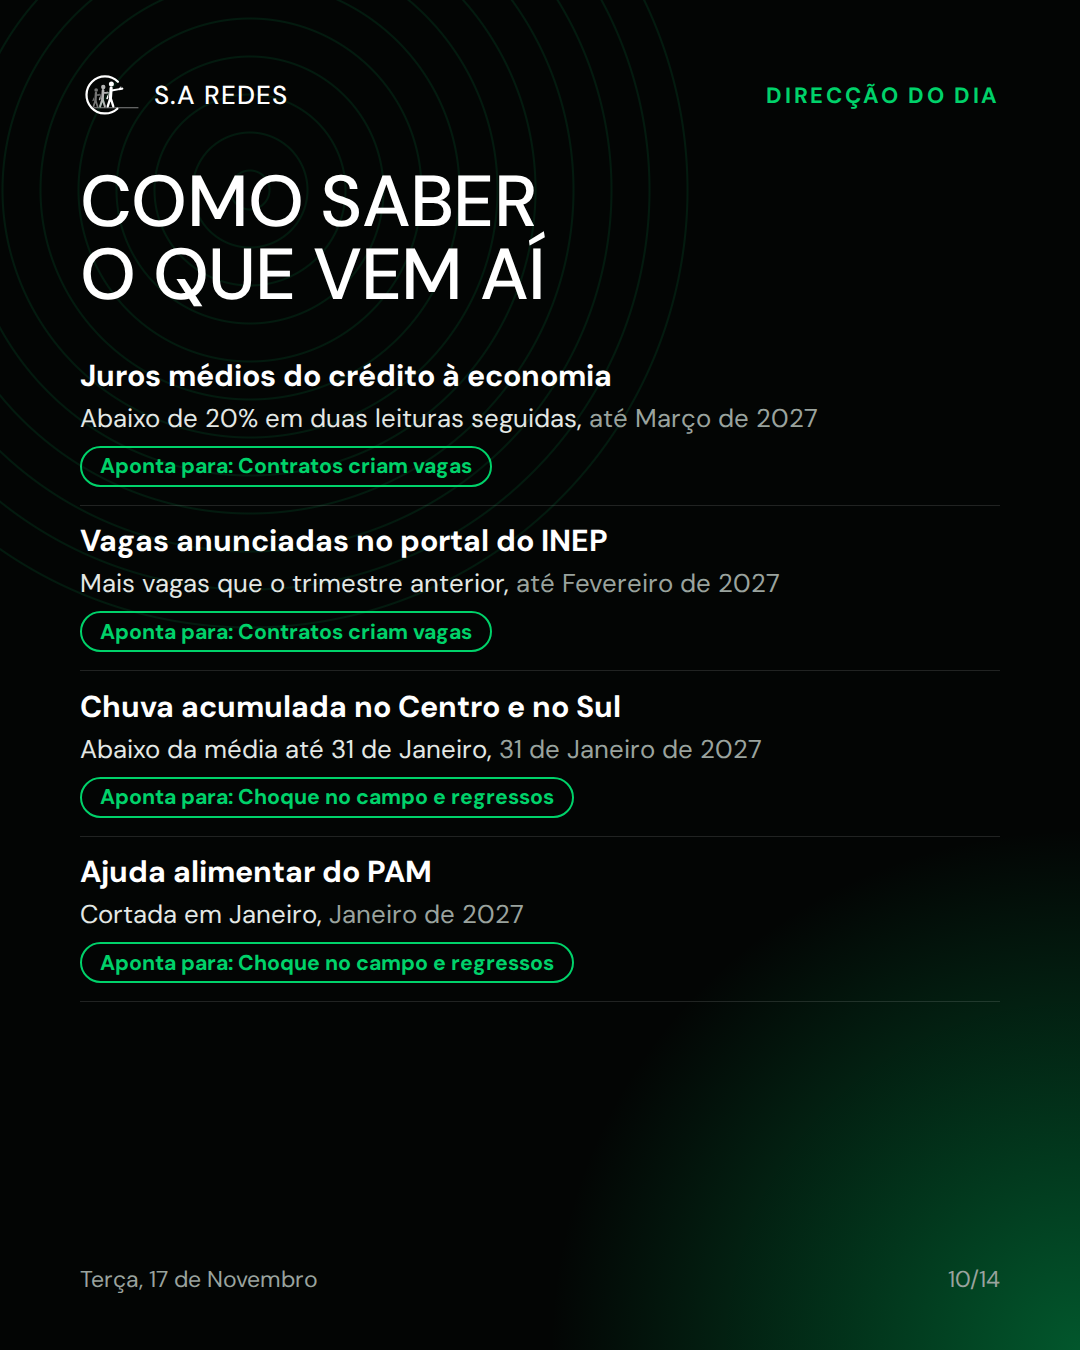 S.A REDES
DIRECÇÃO DO DIA
COMO SABER
O QUE VEM AÍ
Juros médios do crédito à economia
Abaixo de 20% em duas leituras seguidas, até Março de 2027
Aponta para: Contratos criam vagas
Vagas anunciadas no portal do INEP
Mais vagas que o trimestre anterior, até Fevereiro de 2027
Aponta para: Contratos criam vagas
Chuva acumulada no Centro e no Sul
Abaixo da média até 31 de Janeiro, 31 de Janeiro de 2027
Aponta para: Choque no campo e regressos
Ajuda alimentar do PAM
Cortada em Janeiro, Janeiro de 2027
Aponta para: Choque no campo e regressos
Terça, 17 de Novembro
10/14